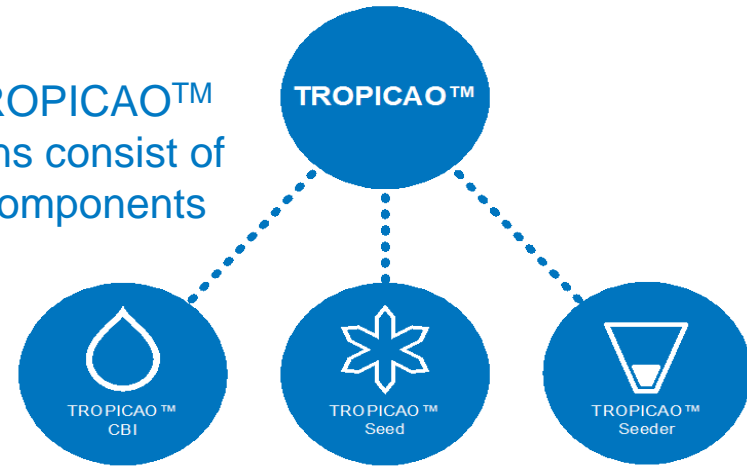 TROPICAO™
ROPICAO™
ns consist of
omponents
TROPICAO™
CBI
TROPICAO™
Seed
TROPICAO™
Seeder